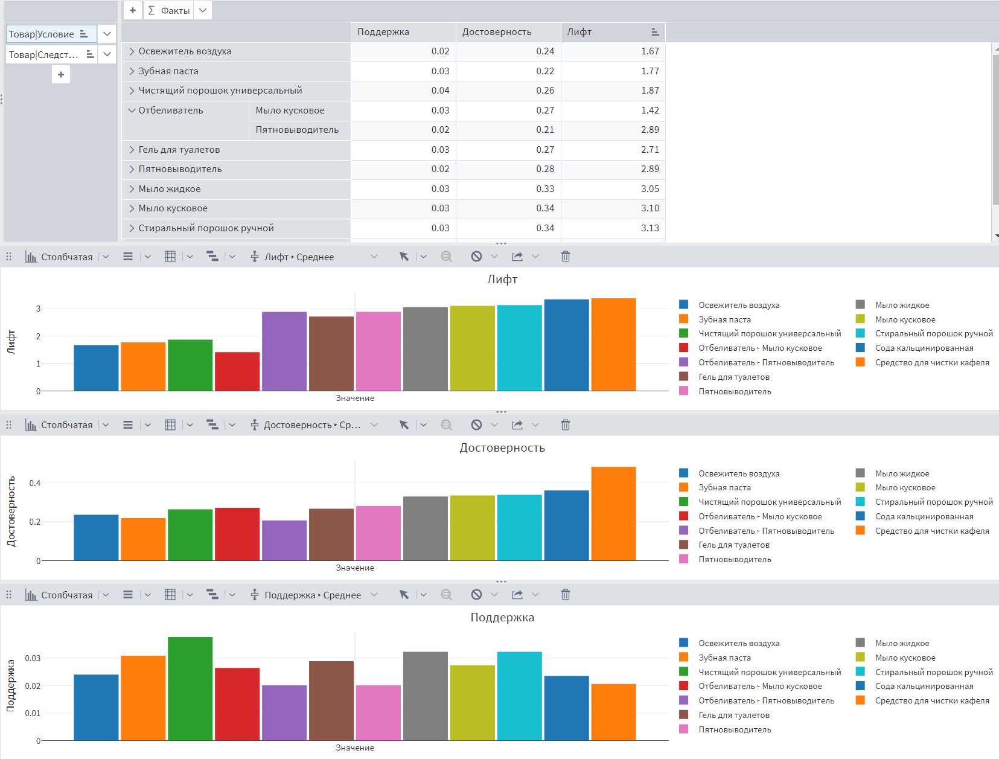 Факты
Товар|Условие
Товар|Следст...
Поддержка Достоверность Лифт
Освежитель воздуха 0.02 0.24 1.67
Зубная паста 0.03 0.22 1.77
Чистящий порошок универсальный 0.04 0.26 1.87
Отбеливатель Мыло кусковое 0.03 0.27 1.42
Пятновыводитель 0.02 0.21 2.89
Гель для туалетов 0.03 0.27 2.71
Пятновыводитель 0.02 0.28 2.89
Мыло жидкое 0.03 0.33 3.05
Мыло кусковое 0.03 0.34 3.10
Стиральный порошок ручной 0.03 0.34 3.13
Столбчатая Лифт ▸ Среднее
Лифт
Лифт
3
2
1
0
Значение
Освежитель воздуха
Зубная паста
Чистящий порошок универсальный
Отбеливатель ▸ Мыло кусковое
Отбеливатель ▸ Пятновыводитель
Гель для туалетов
Пятновыводитель
Мыло жидкое
Мыло кусковое
Стиральный порошок ручной
Сода кальцинированная
Средство для чистки кафеля
Столбчатая Достоверность ▸ Ср...
Достоверность
Достоверность
0.4
0.2
0
Значение
Освежитель воздуха
Зубная паста
Чистящий порошок универсальный
Отбеливатель ▸ Мыло кусковое
Отбеливатель ▸ Пятновыводитель
Гель для туалетов
Пятновыводитель
Мыло жидкое
Мыло кусковое
Стиральный порошок ручной
Сода кальцинированная
Средство для чистки кафеля
Столбчатая Поддержка ▸ Среднее
Поддержка
Поддержка
0.03
0.02
0.01
0
Значение
Освежитель воздуха
Зубная паста
Чистящий порошок универсальный
Отбеливатель ▸ Мыло кусковое
Отбеливатель ▸ Пятновыводитель
Гель для туалетов
Пятновыводитель
Мыло жидкое
Мыло кусковое
Стиральный порошок ручной
Сода кальцинированная
Средство для чистки кафеля